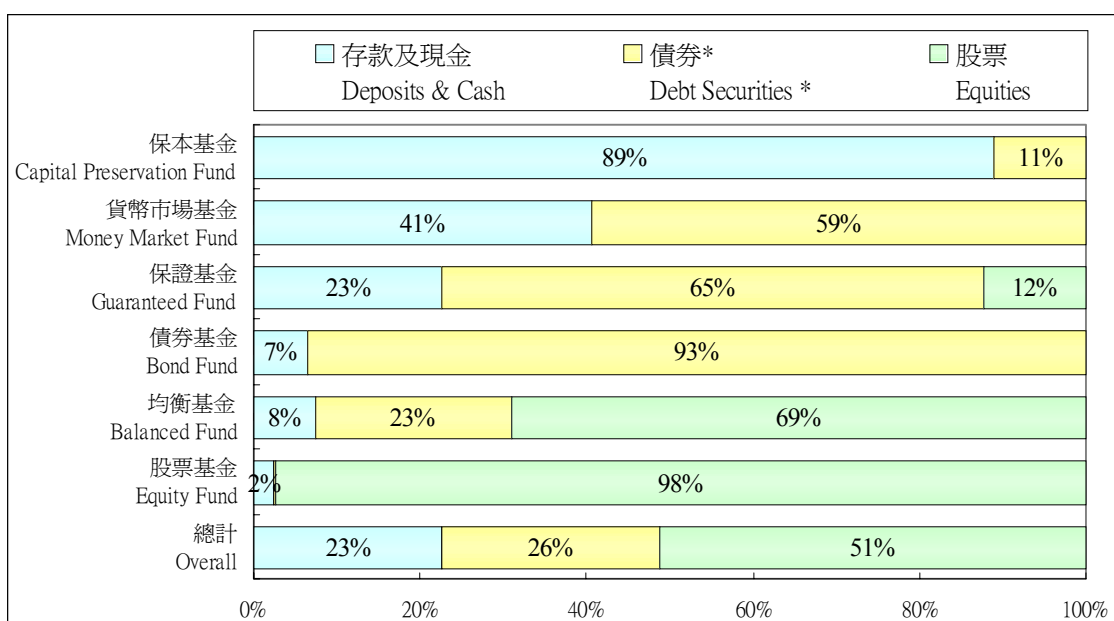 存款及現金
Deposits & Cash
債券*
Debt Securities *
股票
Equities
保本基金
Capital Preservation Fund
89%
11%
貨幣市場基金
Money Market Fund
41%
59%
保證基金
Guaranteed Fund
23%
65%
12%
債券基金
Bond Fund
7%
93%
均衡基金
Balanced Fund
8%
23%
69%
股票基金
Equity Fund
2%
98%
總計
Overall
23%
26%
51%
0%
20%
40%
60%
80%
100%